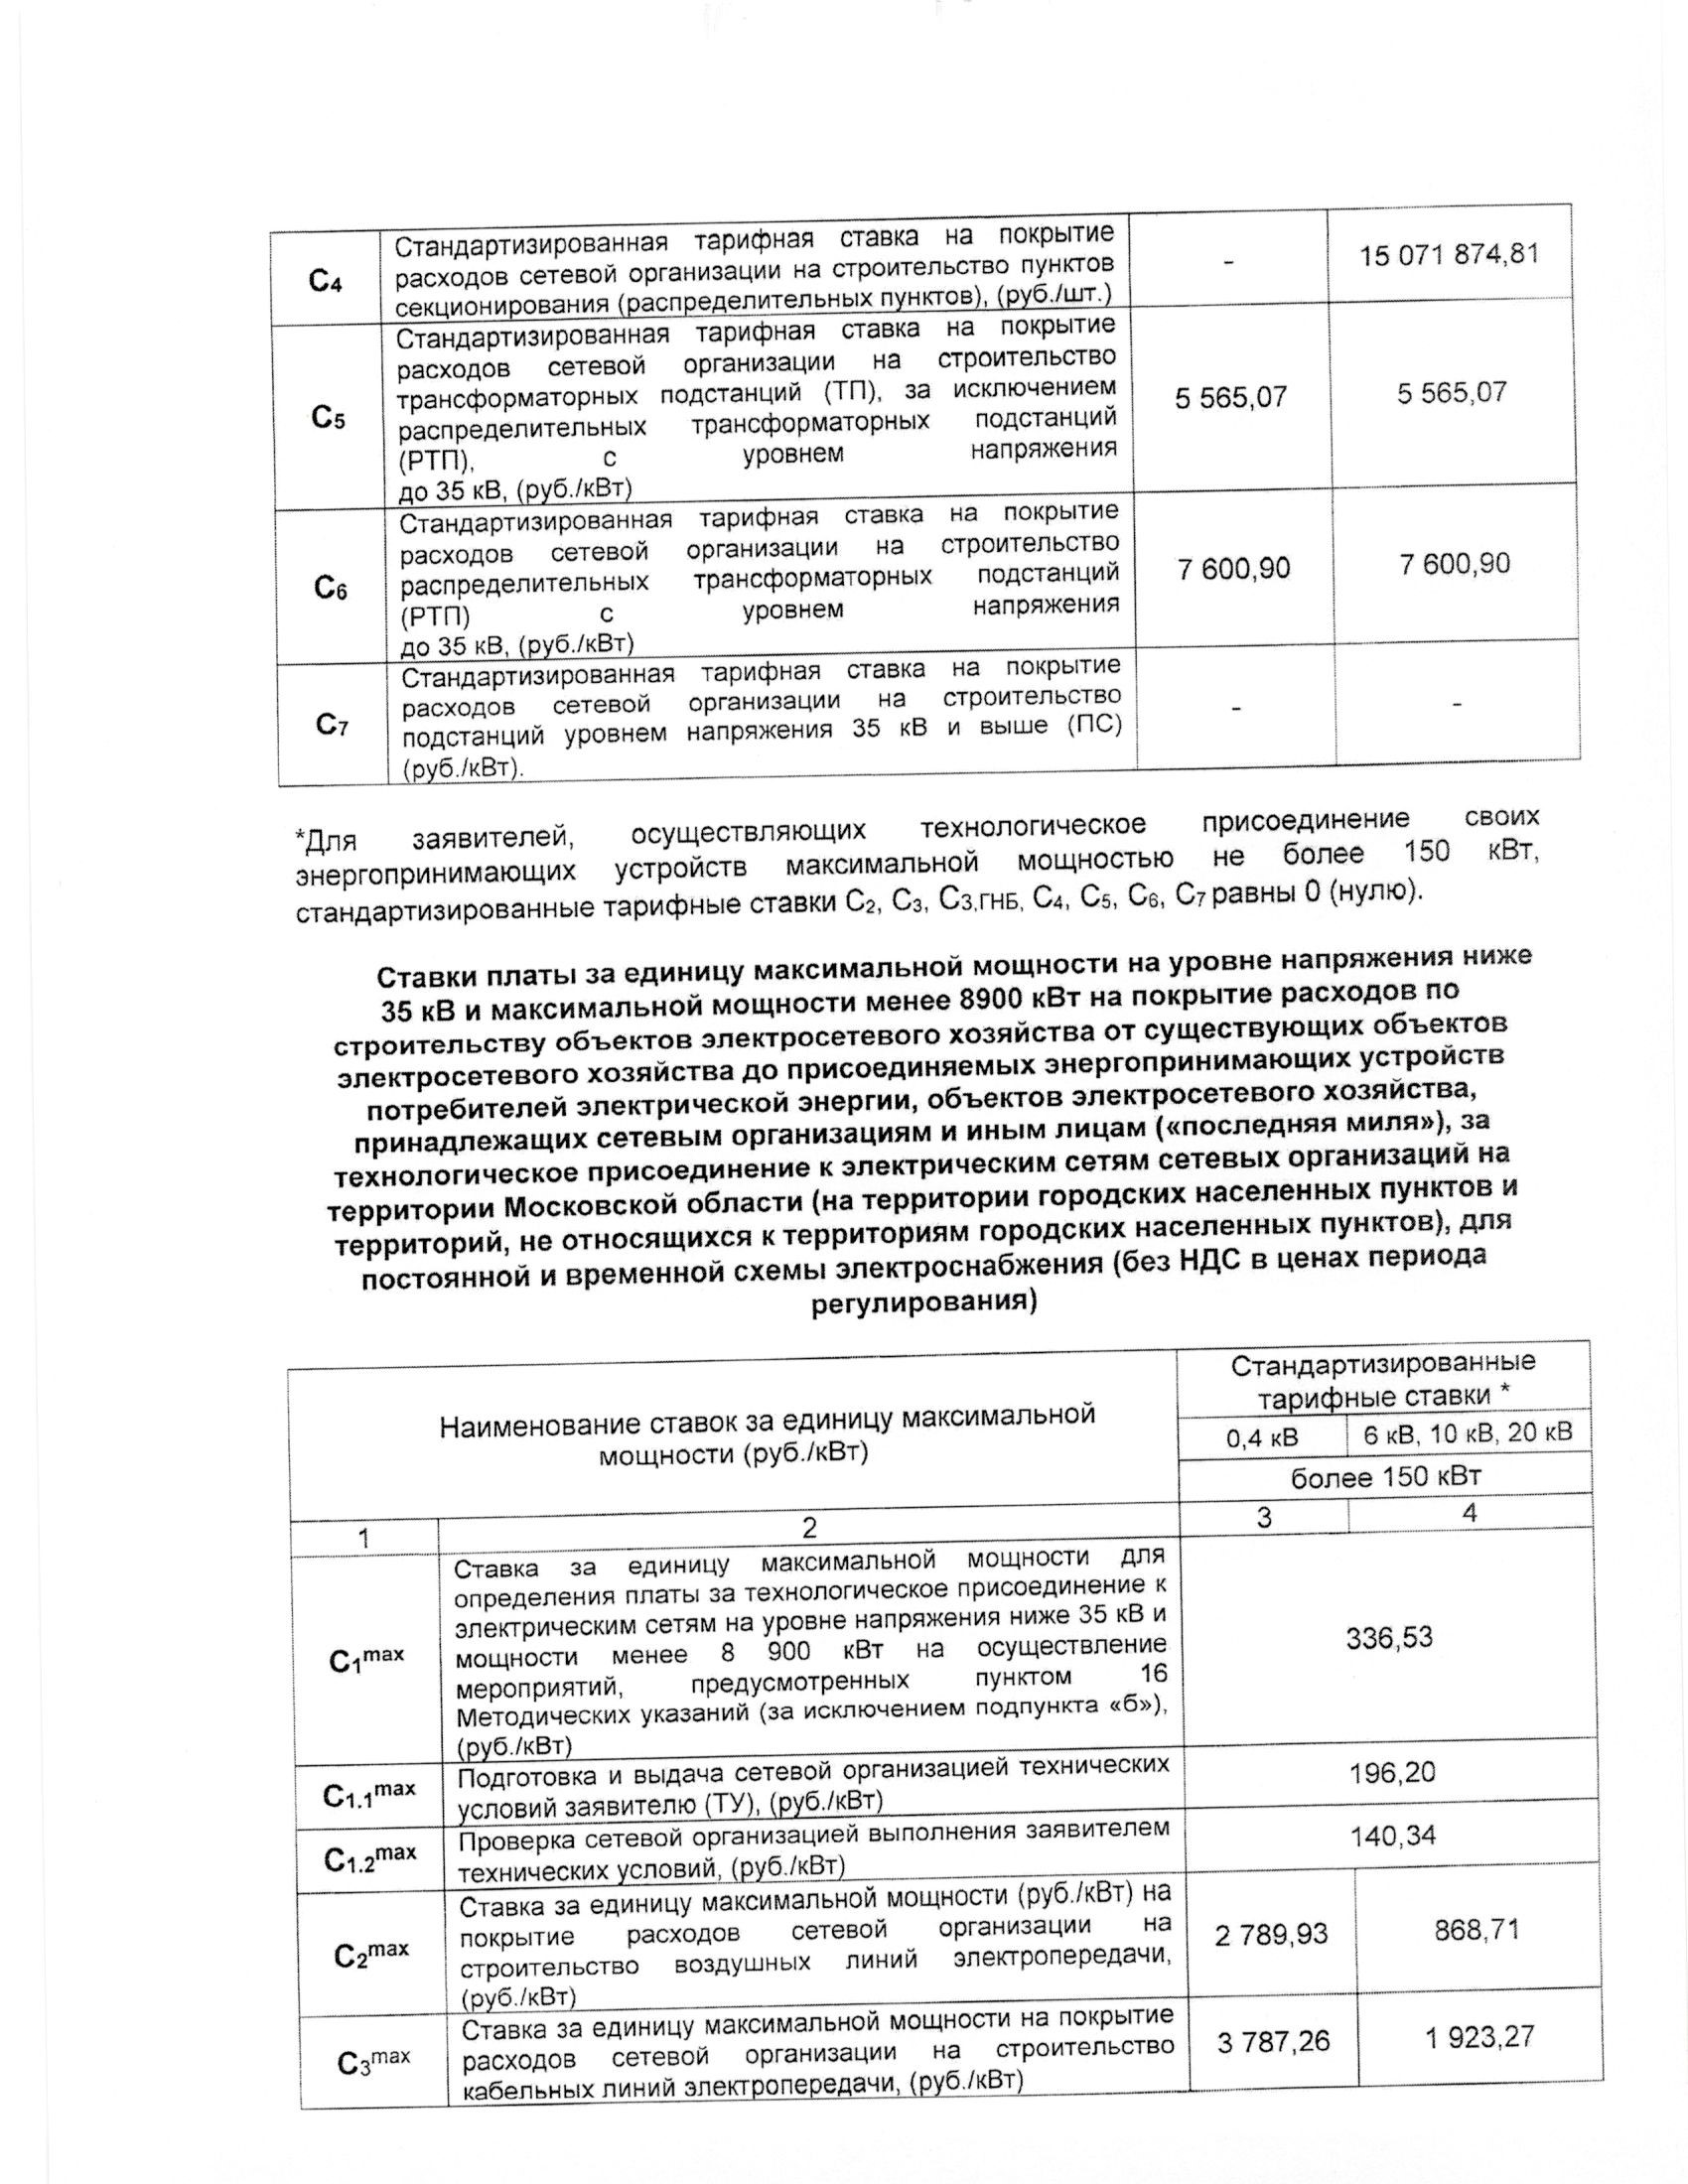 С4
Стандартизированная тарифная ставка на покрытие
расходов сетевой организации на строительство пунктов
секционирования (распределительных пунктов), (руб./шт.)
-
15 071 874,81
С5
Стандартизированная тарифная ставка на покрытие
расходов сетевой организации на строительство
трансформаторных подстанций (ТП), за исключением
распределительных трансформаторных подстанций
(РТП), с уровнем напряжения
до 35 кВ, (руб./кВт)
5 565,07
5 565,07
С6
Стандартизированная тарифная ставка на покрытие
расходов сетевой организации на строительство
распределительных трансформаторных подстанций
(РТП) с уровнем напряжения
до 35 кВ, (руб./кВт)
7 600,90
7 600,90
С7
Стандартизированная тарифная ставка на покрытие
расходов сетевой организации на строительство
подстанций уровнем напряжения 35 кВ и выше (ПС)
(руб./кВт).
-
-
*Для заявителей, осуществляющих технологическое присоединение своих
энергопринимающих устройств максимальной мощностью не более 150 кВт,
стандартизированные тарифные ставки С2, С3, С3,ГНБ, С4, С5, С6, С7 равны 0 (нулю).
Ставки платы за единицу максимальной мощности на уровне напряжения ниже
35 кВ и максимальной мощности менее 8900 кВт на покрытие расходов по
строительству объектов электросетевого хозяйства от существующих объектов
электросетевого хозяйства до присоединяемых энергопринимающих устройств
потребителей электрической энергии, объектов электросетевого хозяйства,
принадлежащих сетевым организациям и иным лицам («последняя миля»), за
технологическое присоединение к электрическим сетям сетевых организаций на
территории Московской области (на территории городских населенных пунктов и
территорий, не относящихся к территориям городских населенных пунктов), для
постоянной и временной схемы электроснабжения (без НДС в ценах периода
регулирования)
Наименование ставок за единицу максимальной
мощности (руб./кВт)
Стандартизированные
тарифные ставки *
0,4 кВ
6 кВ, 10 кВ, 20 кВ
более 150 кВт
1
2
3
4
С1max
Ставка за единицу максимальной мощности для
определения платы за технологическое присоединение к
электрическим сетям на уровне напряжения ниже 35 кВ и
мощности менее 8 900 кВт на осуществление
мероприятий, предусмотренных пунктом 16
Методических указаний (за исключением подпункта «б»),
(руб./кВт)
336,53
С1.1max
Подготовка и выдача сетевой организацией технических
условий заявителю (ТУ), (руб./кВт)
196,20
С1.2max
Проверка сетевой организацией выполнения заявителем
технических условий, (руб./кВт)
140,34
С2max
Ставка за единицу максимальной мощности (руб./кВт) на
покрытие расходов сетевой организации на
строительство воздушных линий электропередачи,
(руб./кВт)
2 789,93
868,71
С3max
Ставка за единицу максимальной мощности на покрытие
расходов сетевой организации на строительство
кабельных линий электропередачи, (руб./кВт)
3 787,26
1 923,27